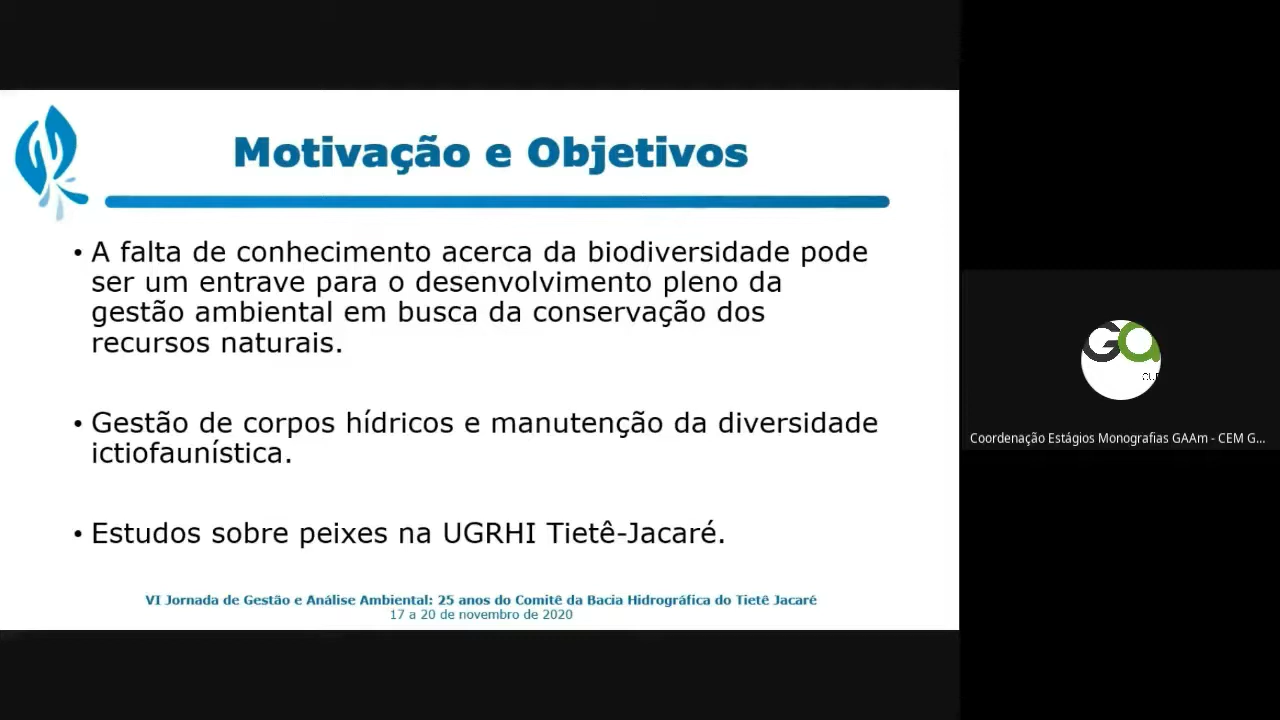 Motivação e Objetivos
• A falta de conhecimento acerca da biodiversidade pode
ser um entrave para o desenvolvimento pleno da
gestão ambiental em busca da conservação dos
recursos naturais.
• Gestão de corpos hídricos e manutenção da diversidade
ictiofaunística.
• Estudos sobre peixes na UGRHI Tietê-Jacaré.
VI Jornada de Gestão e Análise Ambiental: 25 anos do Comitê da Bacia Hidrográfica do Tietê Jacaré
17 a 20 de novembro de 2020
Ga
Coordenação Estágios Monografias GAAm - CEM G...